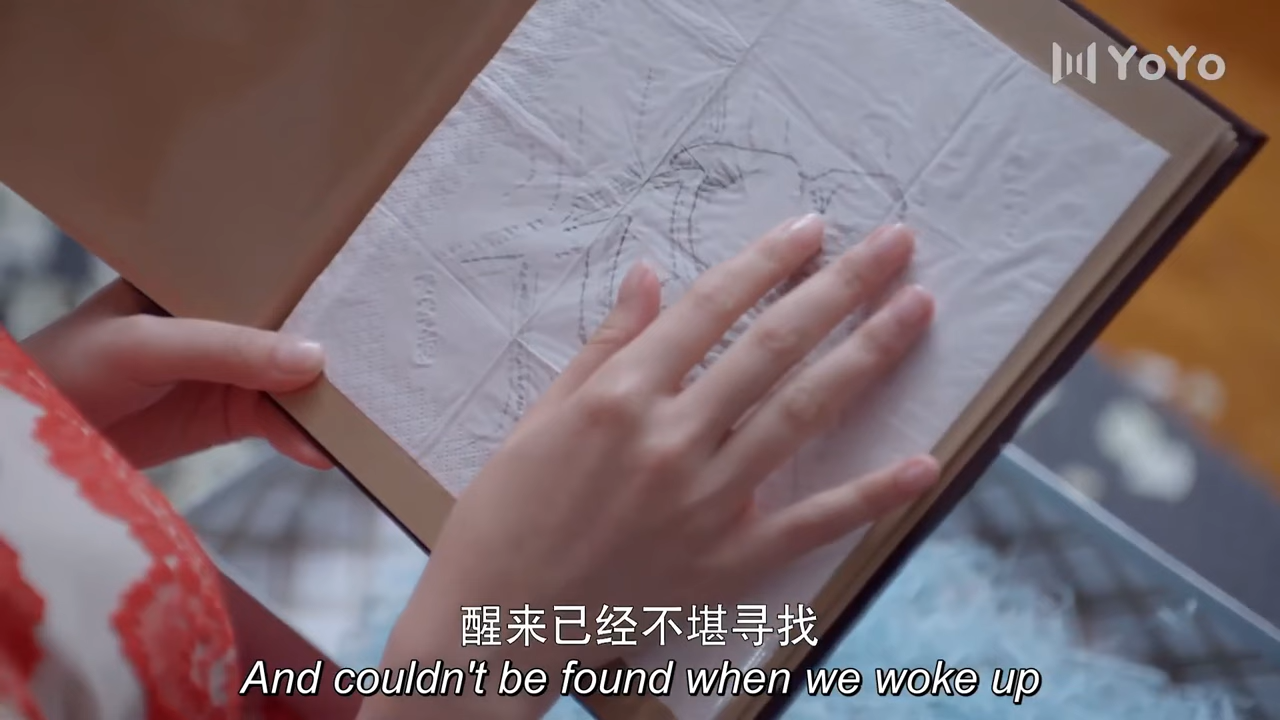 YoYo
醒来已经不堪寻找
And couldn't be found when we woke up